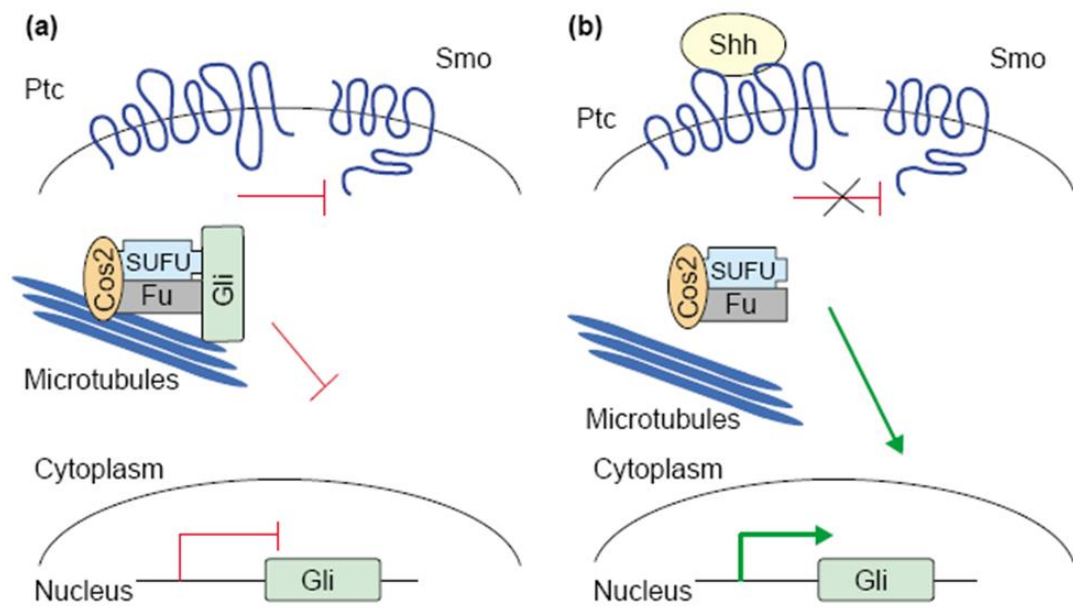 (a)
Ptc
Smo
Cos2
SUFU
Fu
Gli
Microtubules
Cytoplasm
Nucleus
Gli
(b)
Shh
Smo
Ptc
Cos2
SUFU
Fu
Microtubules
Cytoplasm
Nucleus
Gli